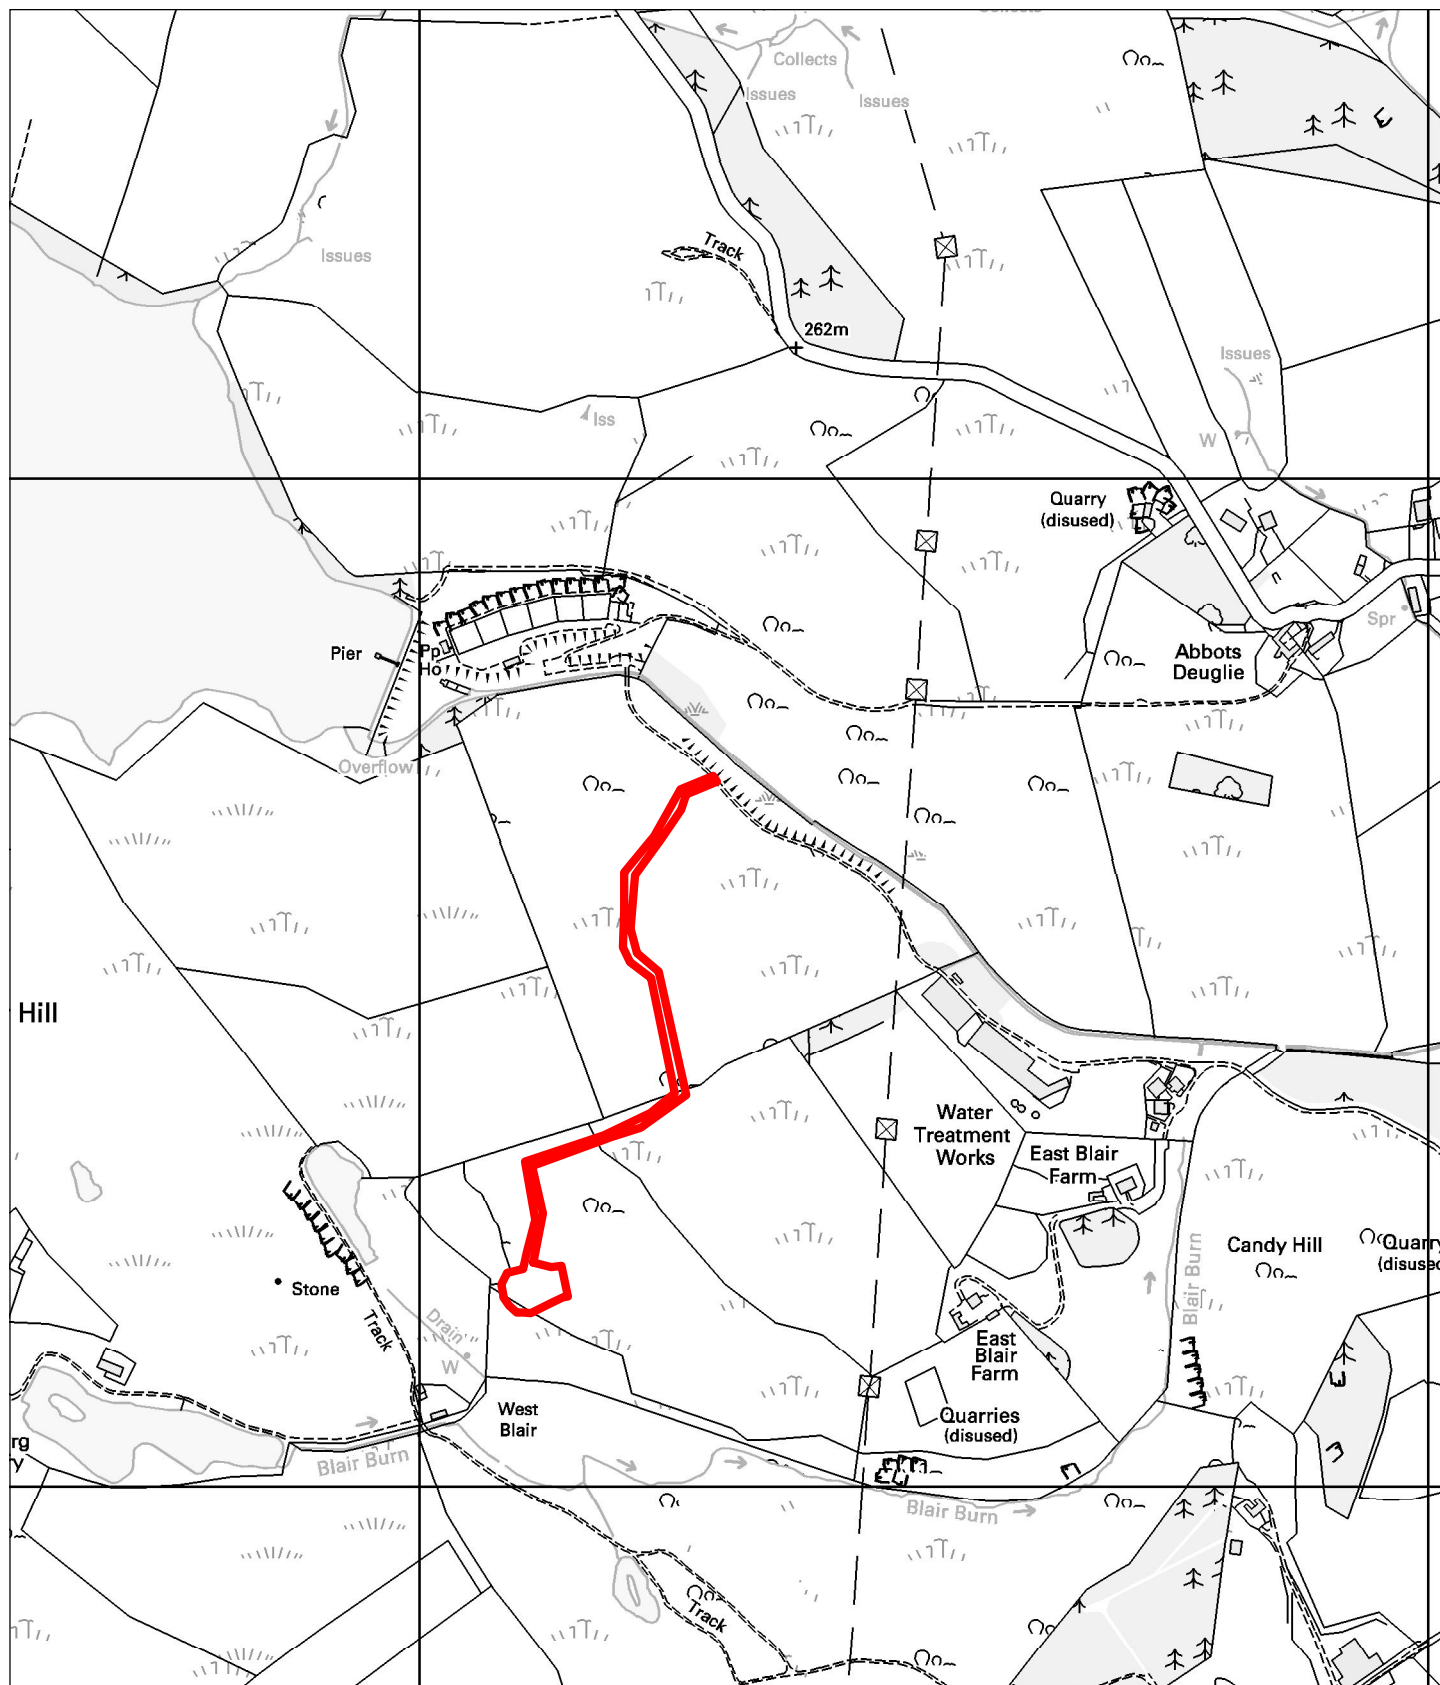 Collects
Issues
Issues
Track
Issues
262m
Issues
Iss
W
Quarry
(disused)
Spr
Pier
Pp
Ho
Abbots
Deuglie
Overflow
Hill
Water
Treatment
Works
East Blair
Farm
Candy Hill
Quarry
Blair Burn
Stone
Track
Drain
W
East
Blair
Farm
West
Blair
Quarries
(disused)
Blair Burn
Blair Burn
Track